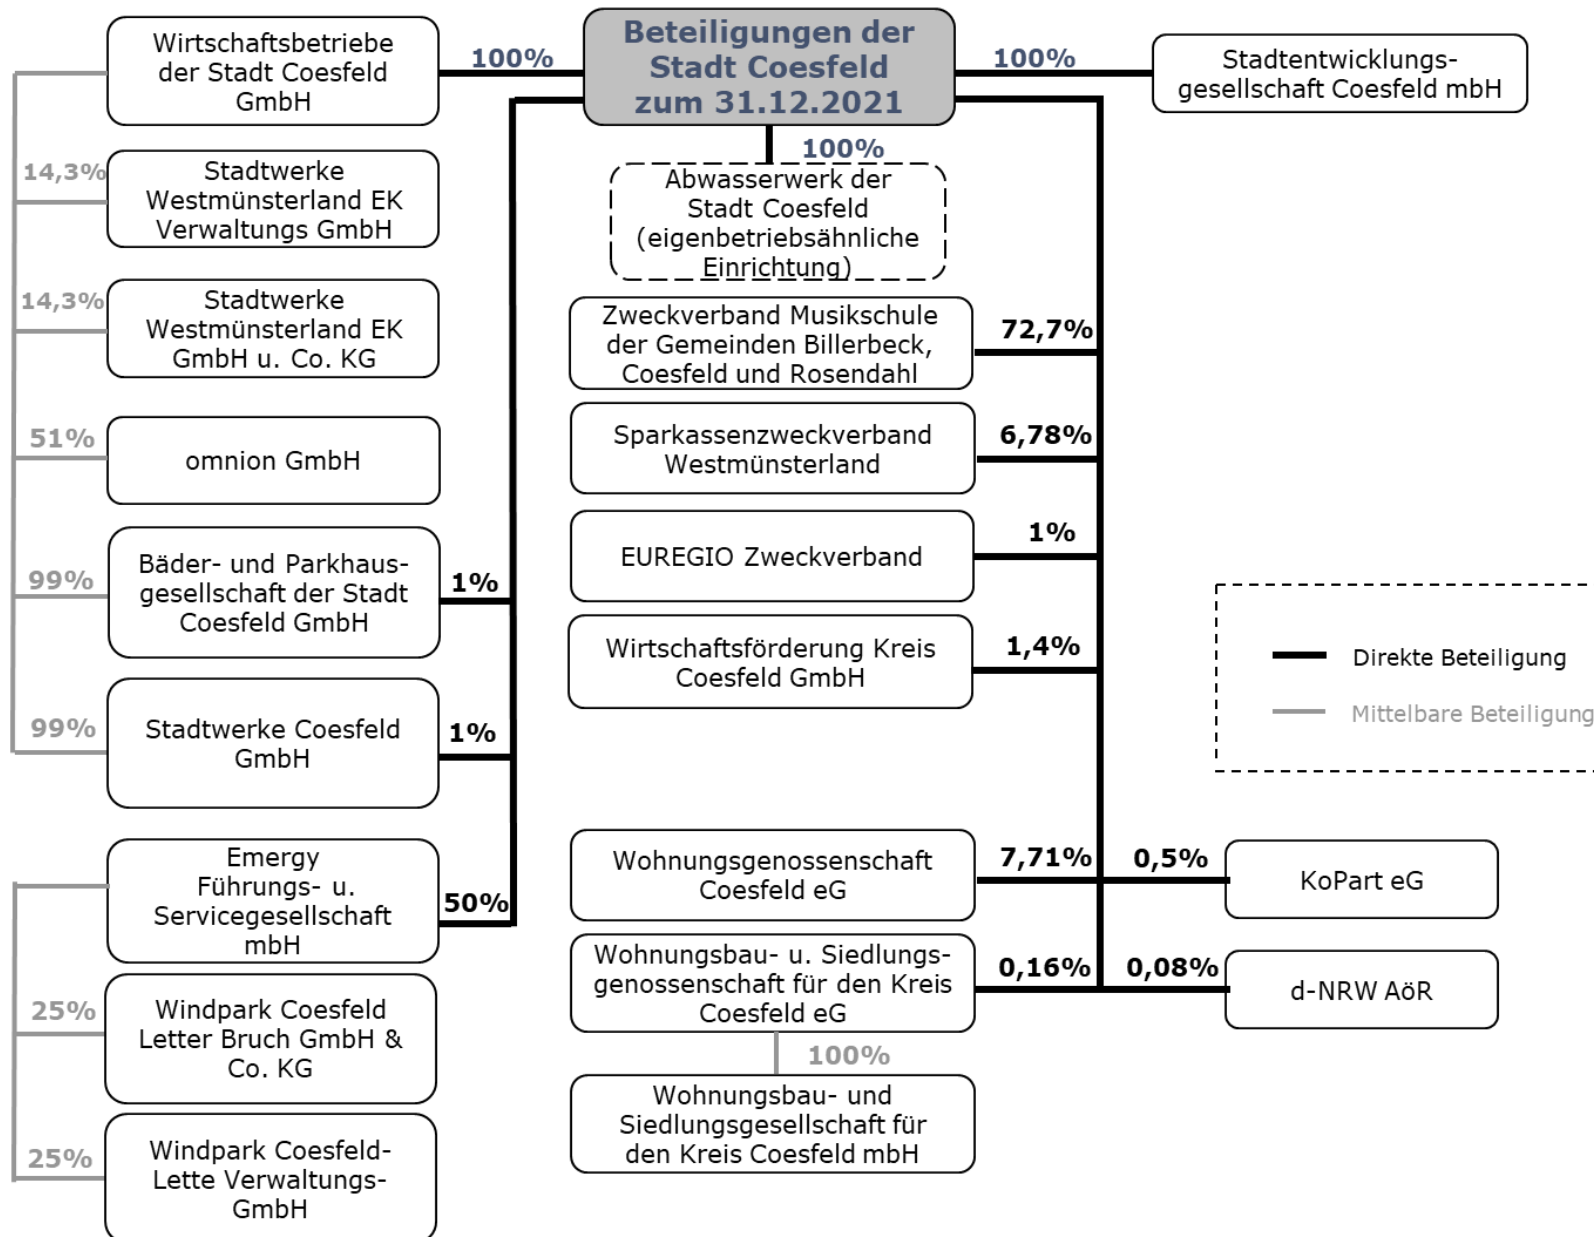 Beteiligungen der
Stadt Coesfeld
zum 31.12.2021
Wirtschaftsbetriebe
der Stadt Coesfeld
GmbH
100%
100%
Stadtentwicklungs-
gesellschaft Coesfeld mbH
100%
Abwasserwerk der
Stadt Coesfeld
(eigenbetriebsähnliche
Einrichtung)
14,3%
Stadtwerke
Westmünsterland EK
Verwaltungs GmbH
14,3%
Stadtwerke
Westmünsterland EK
GmbH u. Co. KG
51%
omnion GmbH
99%
Bäder- und Parkhaus-
gesellschaft der Stadt
Coesfeld GmbH
1%
99%
Stadtwerke Coesfeld
GmbH
1%
Emergy
Führungs- u.
Servicegesellschaft
mbH
50%
25%
Windpark Coesfeld
Letter Bruch GmbH &
Co. KG
25%
Windpark Coesfeld-
Lette Verwaltungs-
GmbH
Zweckverband Musikschule
der Gemeinden Billerbeck,
Coesfeld und Rosendahl
72,7%
Sparkassenzweckverband
Westmünsterland
6,78%
EUREGIO Zweckverband
1%
Wirtschaftsförderung Kreis
Coesfeld GmbH
1,4%
Wohnungsgenossenschaft
Coesfeld eG
7,71%
0,5%
KoPart eG
Wohnungsbau- u. Siedlungs-
genossenschaft für den Kreis
Coesfeld eG
0,16%
0,08%
d-NRW AöR
100%
Wohnungsbau- und
Siedlungsgesellschaft für
den Kreis Coesfeld mbH
Direkte Beteiligung
Mittelbare Beteiligung